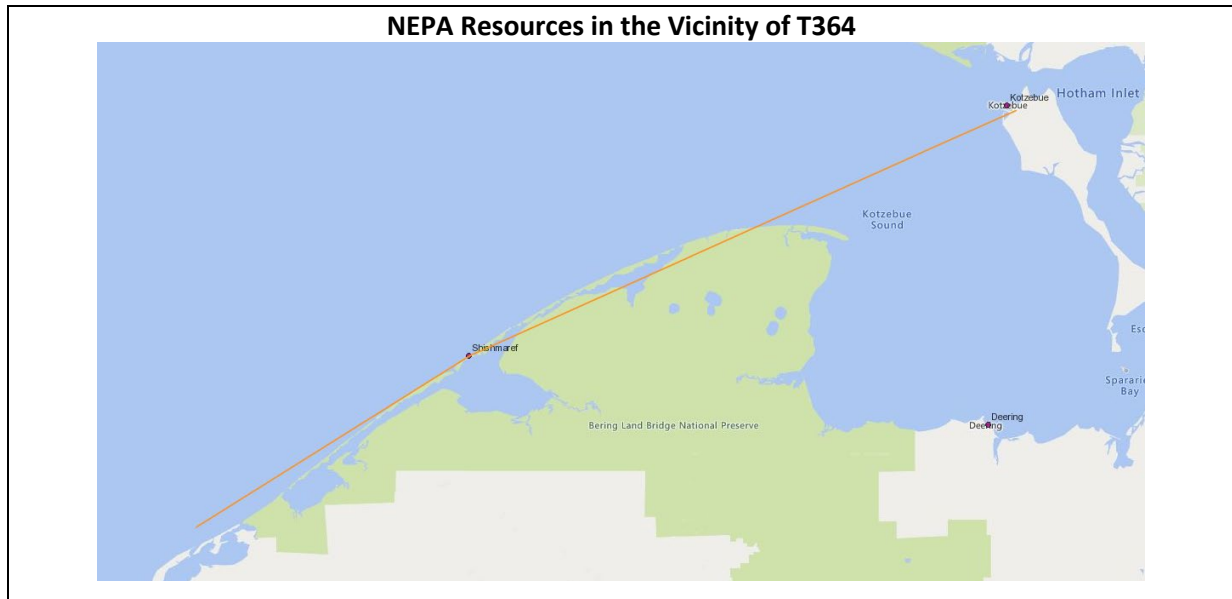 NEPA Resources in the Vicinity of T364
Kotzebue
Hotham Inlet
Kotzebue
Kotzebue
Sound
Shishmaref
Spararie
Bay
Deering
Deering
Bering Land Bridge National Preserve